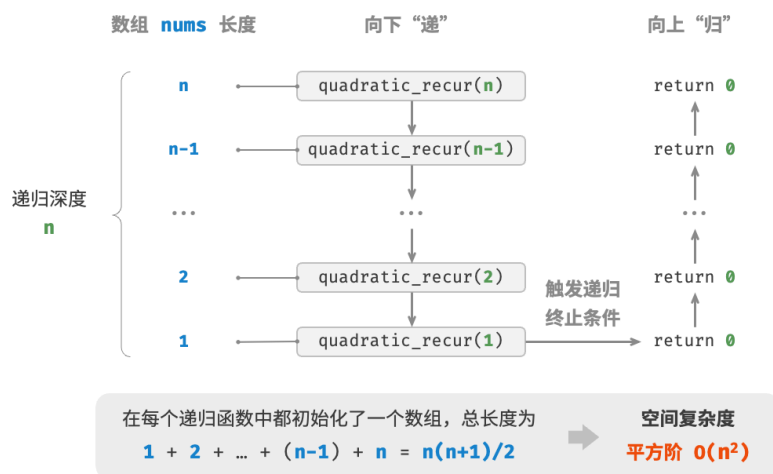 数组 nums 长度 向下“递” 向上“归”
n quadratic_recur(n) return 0
n-1 quadratic_recur(n-1) return 0
递归深度
n
... ... ...
2 quadratic_recur(2) return 0
触发递归
终止条件
1 quadratic_recur(1) return 0
在每个递归函数中都初始化了一个数组，总长度为
1 + 2 + … + (n-1) + n = n(n+1)/2
空间复杂度
平方阶 O(n²)